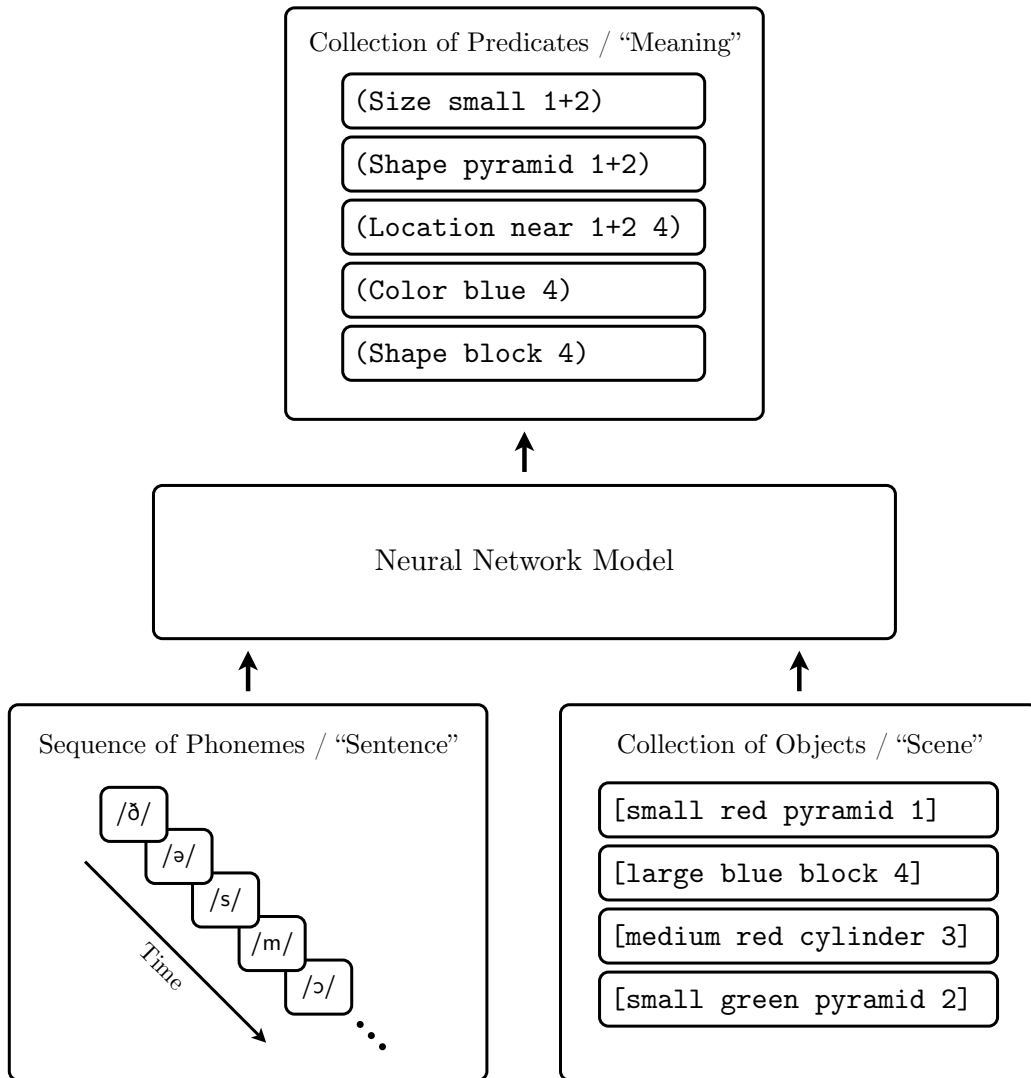 Collection of Predicates / “Meaning”
(Size small 1+2)
(Shape pyramid 1+2)
(Location near 1+2 4)
(Color blue 4)
(Shape block 4)
Neural Network Model
Sequence of Phonemes / “Sentence”
/ð/
/ə/
/s/
/m/
/ɔ/
Time
Collection of Objects / “Scene”
[small red pyramid 1]
[large blue block 4]
[medium red cylinder 3]
[small green pyramid 2]